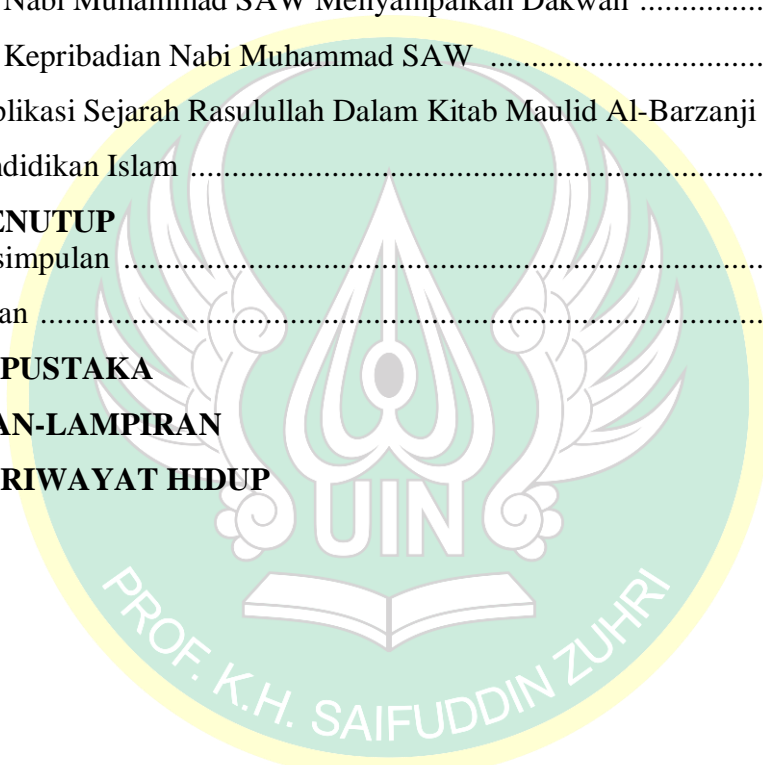 Nabi Muhammad SAW Menyampaikan Dakwah ..............
Kepribadian Nabi Muhammad SAW ..............................
plikasi Sejarah Rasulullah Dalam Kitab Maulid Al-Barzanji
ndidikan Islam ................................................................................
ENUTUP
simpulan ..........................................................................................
an .....................................................................................................
PUSTAKA
AN-LAMPIRAN
RIWAYAT HIDUP
UIN
PROF. K.H. SAIFUDDIN ZUHRI